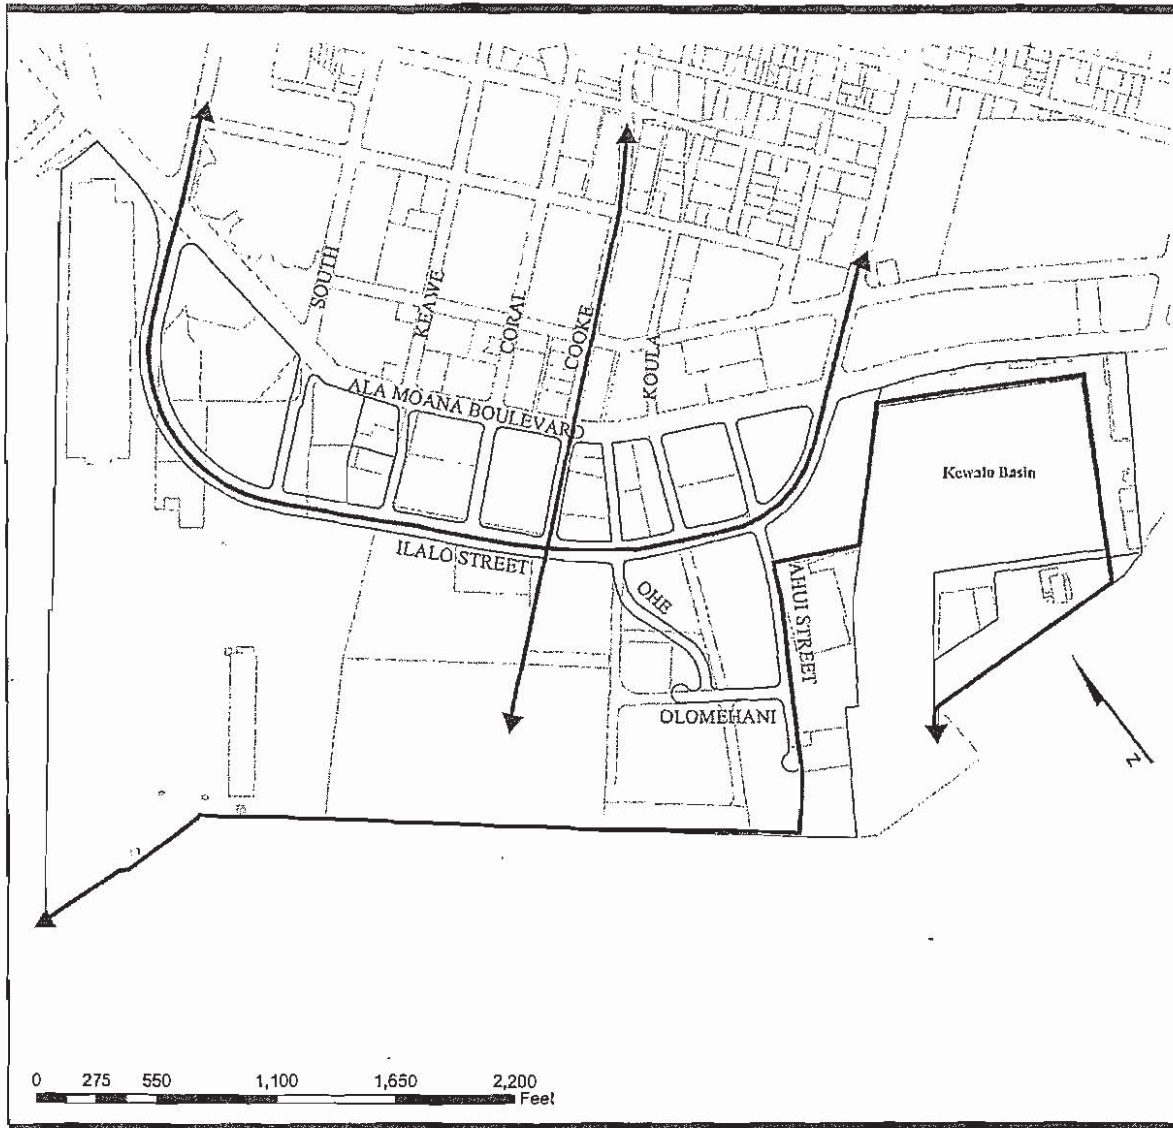 SOUTH
KEAWE
CORAL
COOKE
KOULA
ALA MOANA BOULEVARD
Kewalo Basin
ILALO STREET
OHE
AHUI STREET
OLOMEHANI
N
0 275 550 1,100 1,650 2,200
Feet